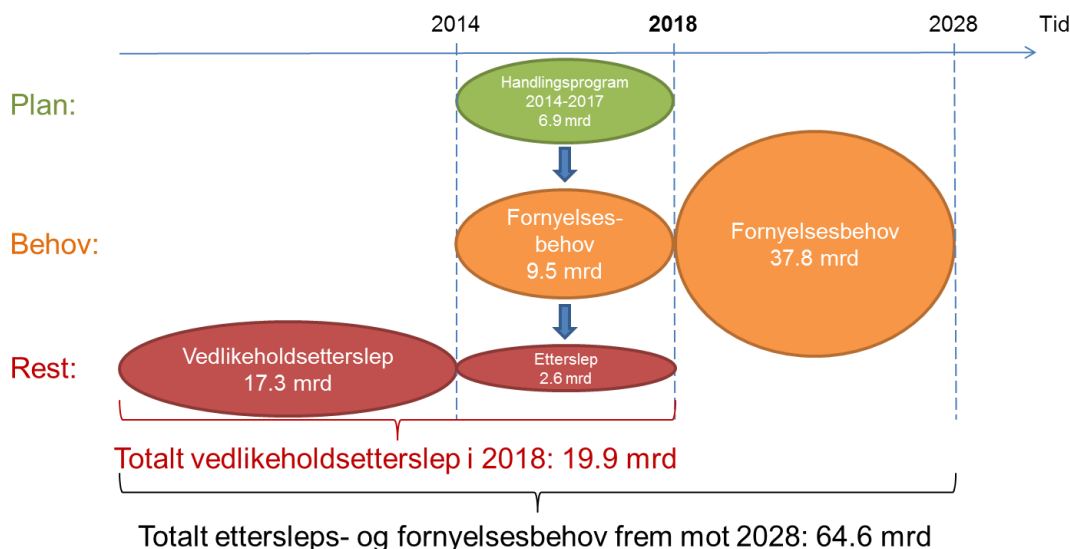 2014
2018
2028
Tid
Plan:
Handlingsprogram
2014-2017
6.9 mrd
Behov:
Fornyelses-
behov
9.5 mrd
Fornyelsesbehov
37.8 mrd
Rest:
Vedlikeholdsetterslep
17.3 mrd
Etterslep
2.6 mrd
Totalt vedlikeholdsetterslep i 2018: 19.9 mrd
Totalt ettersleps- og fornyelsesbehov frem mot 2028: 64.6 mrd